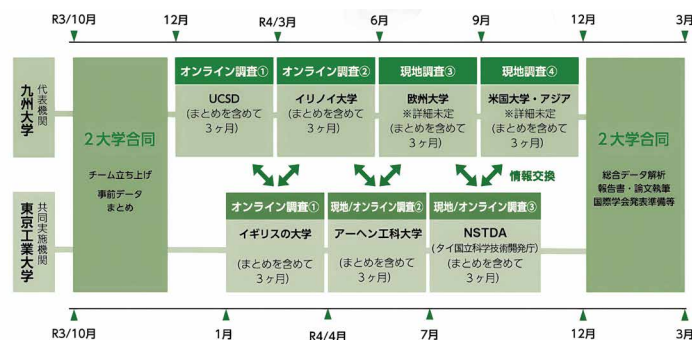 R3/10月 12月 R4/3月 6月 9月 12月 3月
代表機関
九州大学
2大学合同
チーム立ち上げ
事前データ
まとめ
オンライン調査①
UCSD
(まとめを含めて
3ヶ月)
オンライン調査②
イリノイ大学
(まとめを含めて
3ヶ月)
現地調査③
欧州大学
※詳細未定
(まとめを含めて
3ヶ月)
現地調査④
米国大学・アジア
※詳細未定
(まとめを含めて
3ヶ月)
2大学合同
総合データ解析
報告書・論文執筆
国際学会発表準備等
情報交換
共同実施機関
東京工業大学
オンライン調査①
イギリスの大学
(まとめを含めて
3ヶ月)
現地/オンライン調査②
アーヘン工科大学
(まとめを含めて
3ヶ月)
現地/オンライン調査③
NSTDA
(タイ国立科学技術開発庁)
(まとめを含めて
3ヶ月)
R3/10月 1月 R4/4月 7月 12月 3月